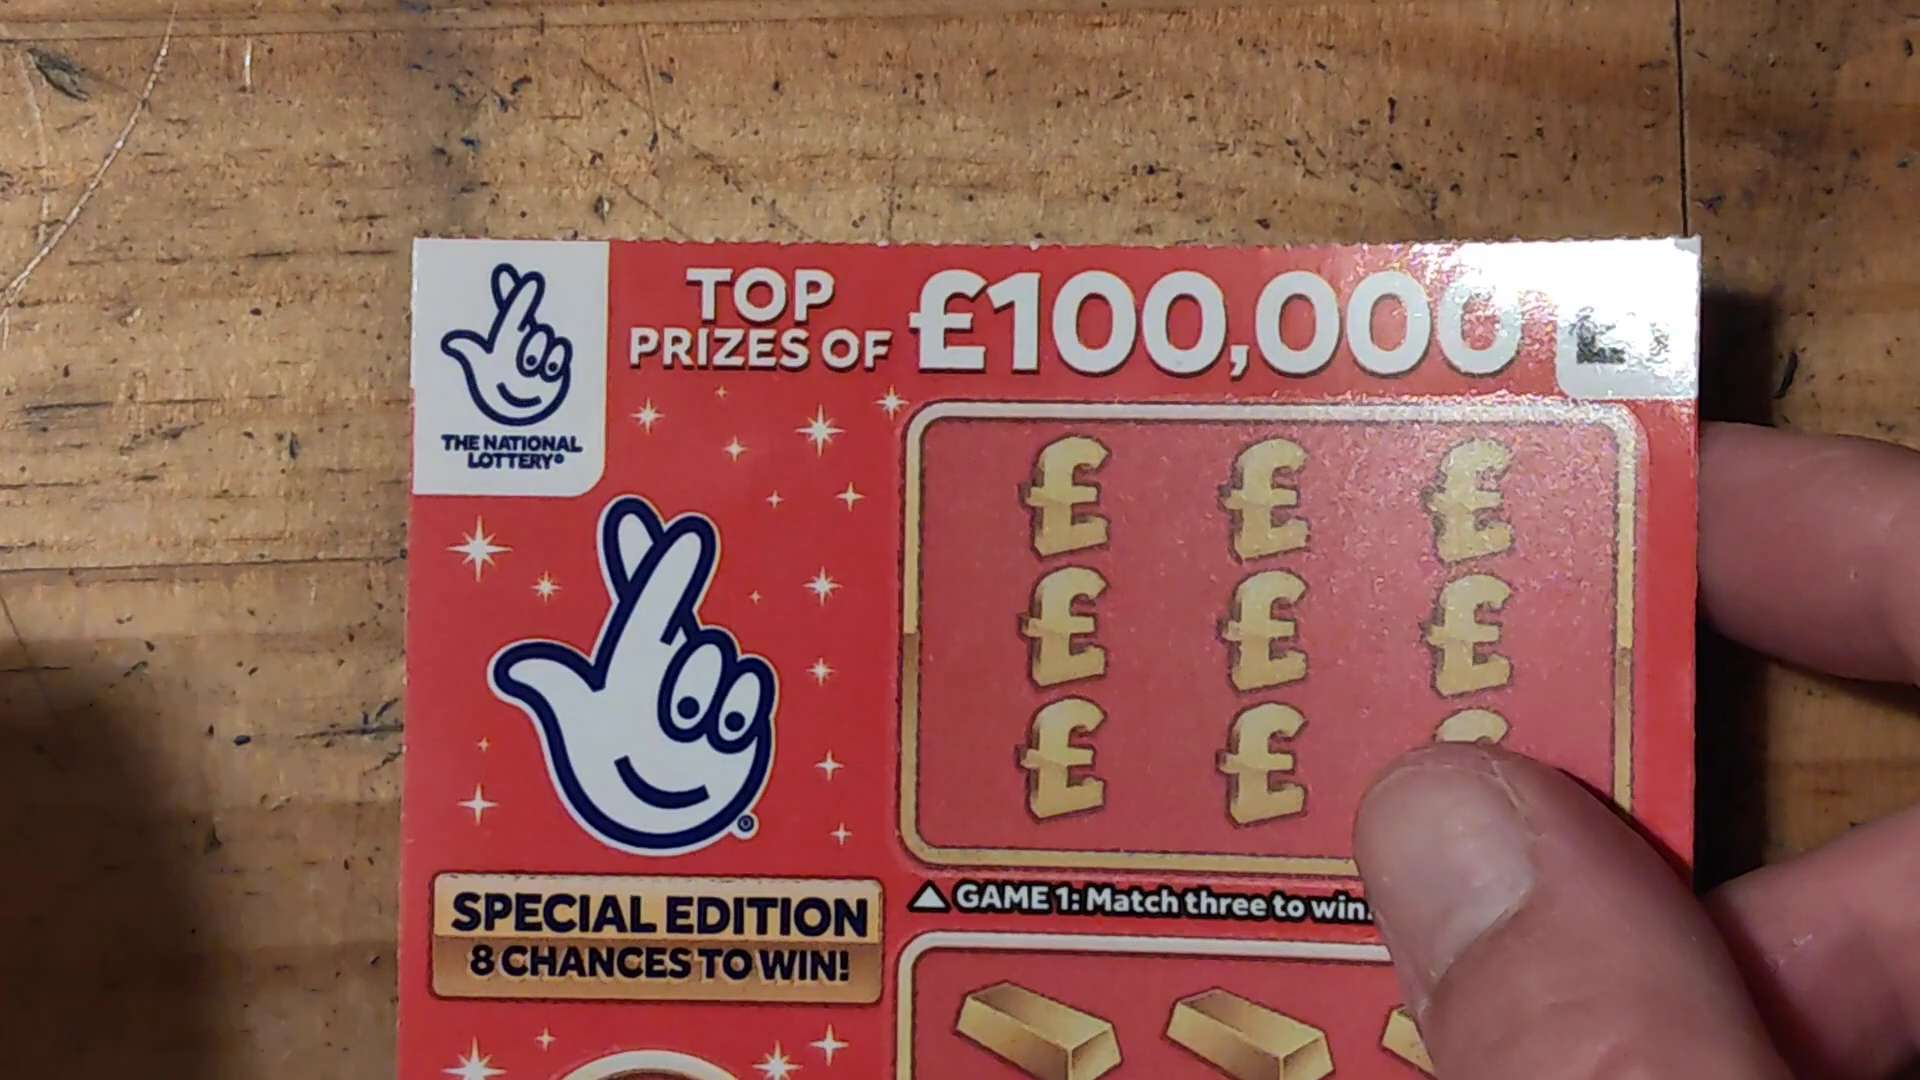 THE NATIONAL
LOTTERY®
TOP
PRIZES OF
£100,000
£ £ £
£ £ £
£ £ £
®
SPECIAL EDITION
8 CHANCES TO WIN!
GAME 1: Match three to win.